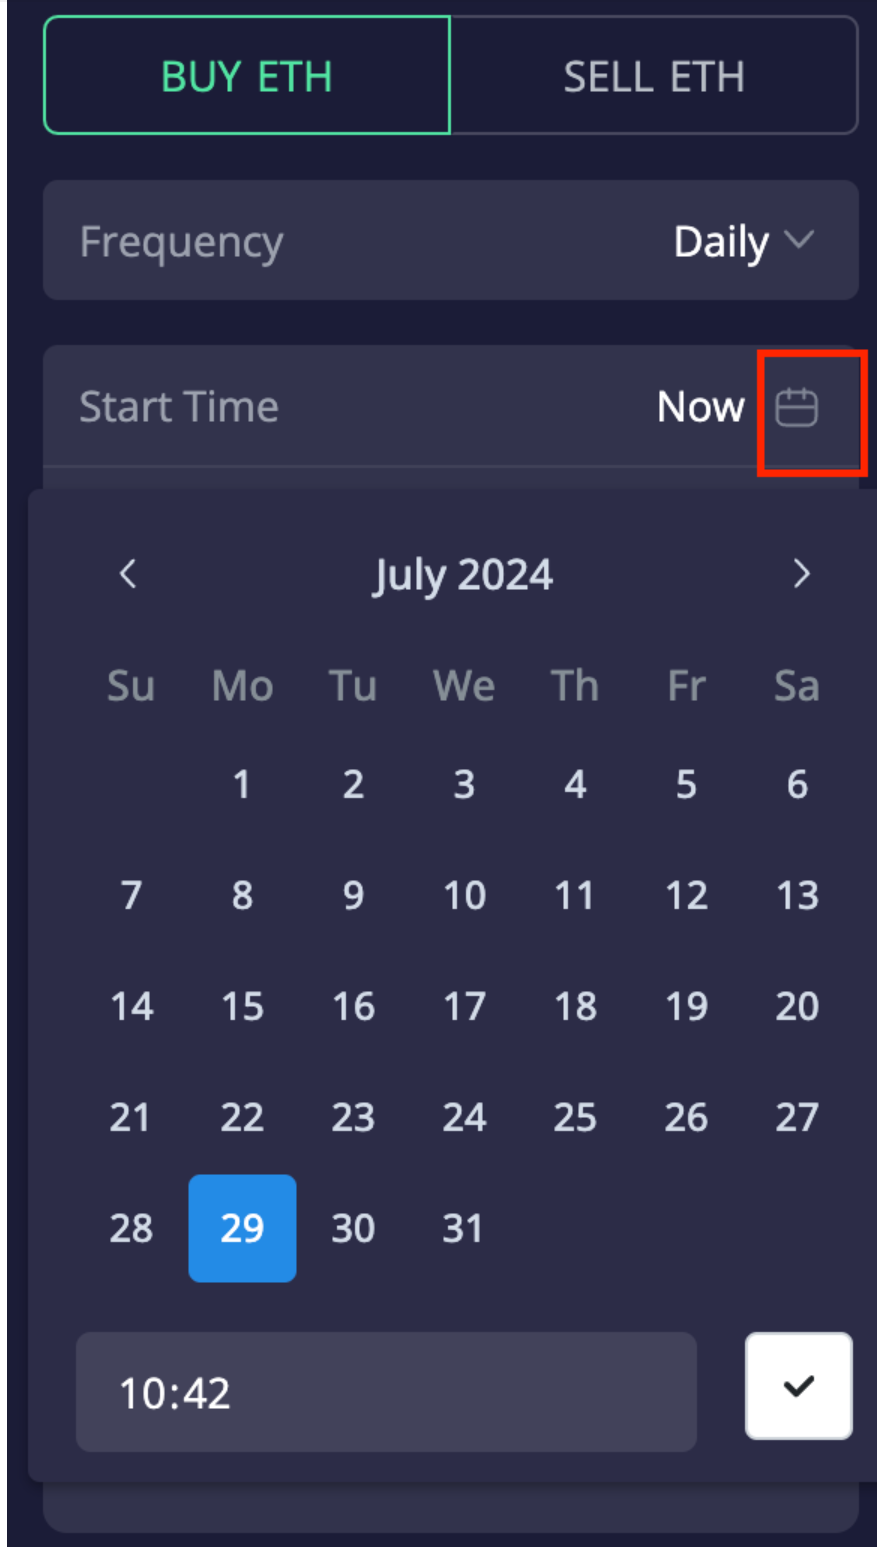 BUY ETH SELL ETH
Frequency Daily
Start Time Now
July 2024
Su Mo Tu We Th Fr Sa
1 2 3 4 5 6
7 8 9 10 11 12 13
14 15 16 17 18 19 20
21 22 23 24 25 26 27
28 29 30 31
10:42